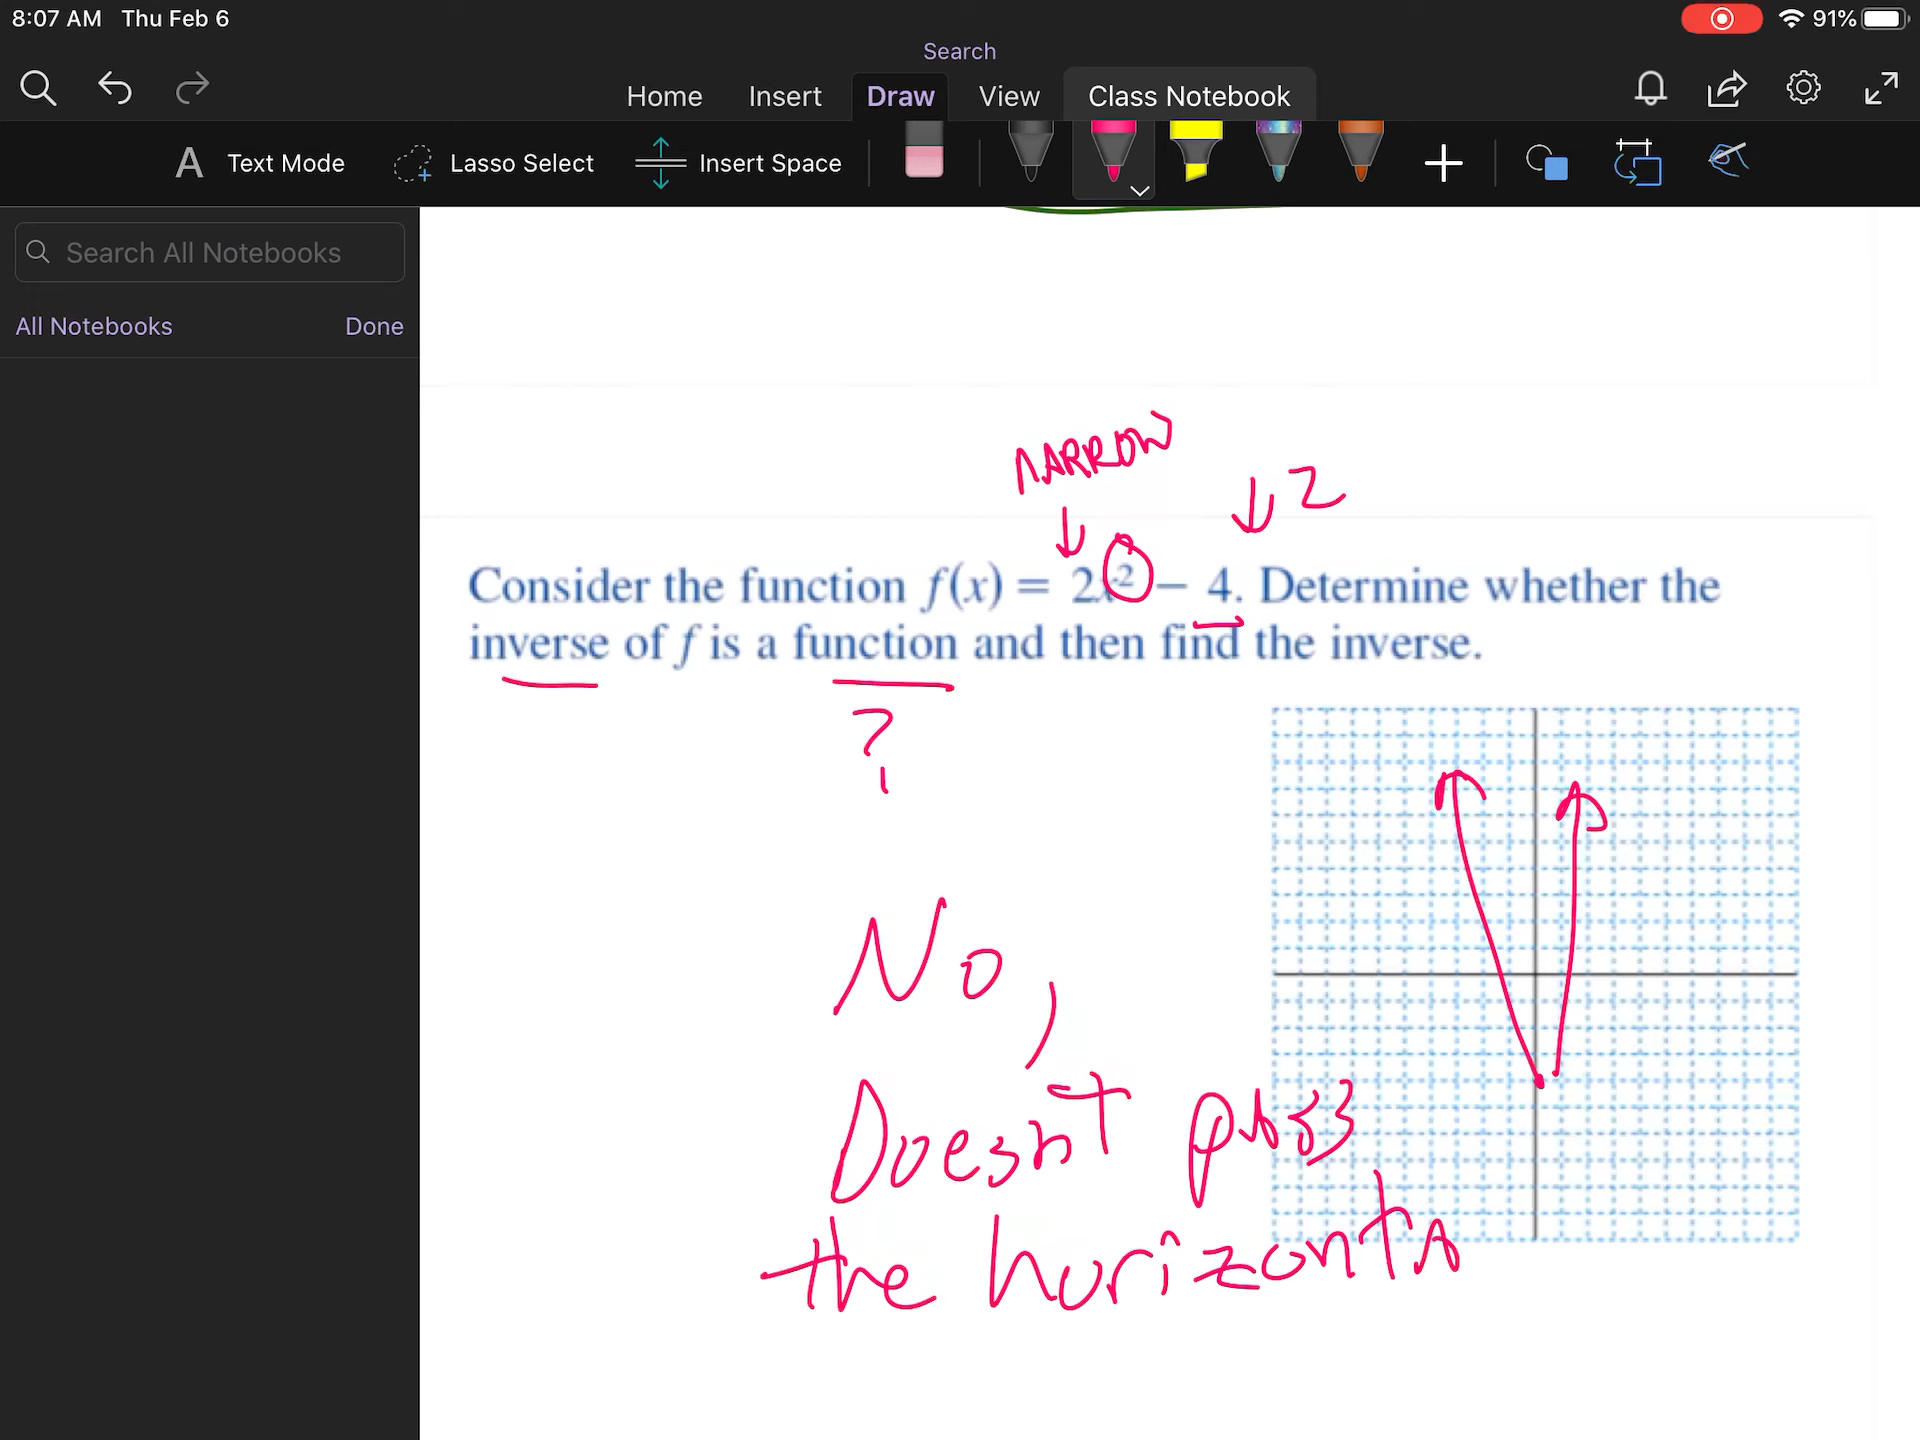 8:07 AM Thu Feb 6
91%
Search
Home Insert Draw View Class Notebook
Text Mode Lasso Select Insert Space
Search All Notebooks
All Notebooks Done
NARROW
↓ ↓ 2
Consider the function f(x) = 2x² − 4. Determine whether the
inverse of f is a function and then find the inverse.
?
No,
Doesnt pass
the horizonta